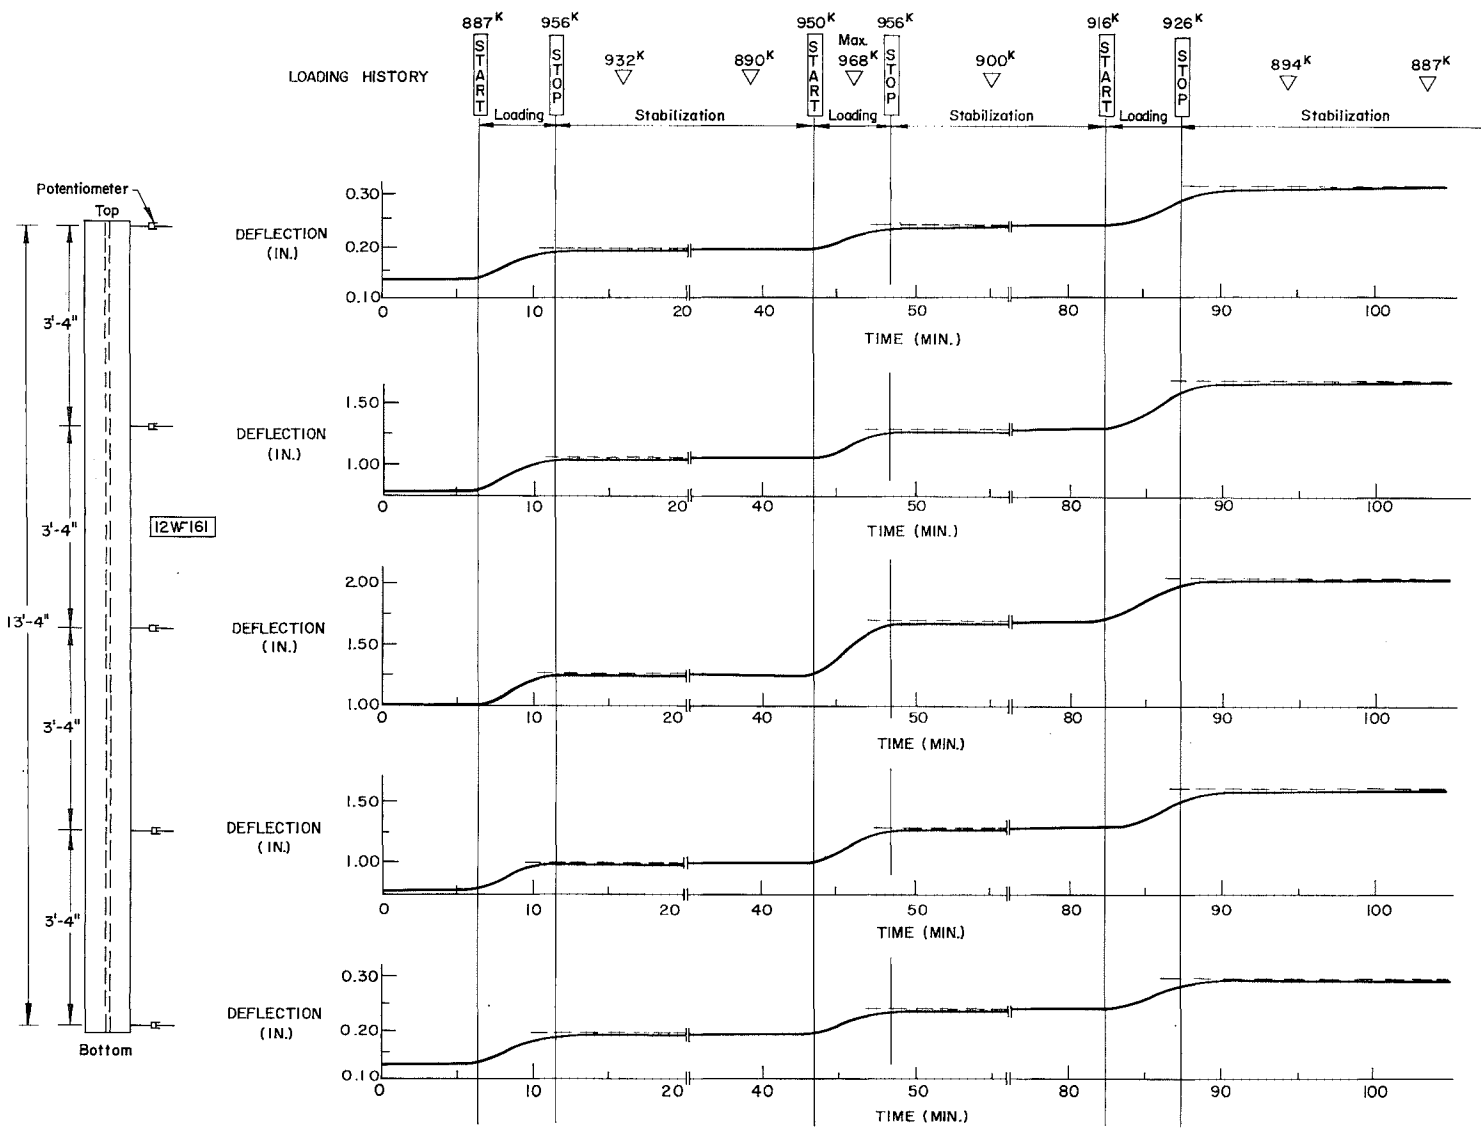 887K 956K 950K 956K 916K 926K
Max.
932K 890K 968K 900K 894K 887K
LOADING HISTORY
START STOP START STOP START STOP
Loading Stabilization Loading Stabilization Loading Stabilization
Potentiometer
Top
3'-4"
3'-4"
12WF161
13'-4"
3'-4"
3'-4"
Bottom
0.30
DEFLECTION
(IN.)
0.20
0.10
0 10 20 40 50 80 90 100
TIME (MIN.)
1.50
DEFLECTION
(IN.)
1.00
0 10 20 40 50 80 90 100
TIME (MIN.)
2.00
DEFLECTION
(IN.)
1.50
1.00
0 10 20 40 50 80 90 100
TIME (MIN.)
1.50
DEFLECTION
(IN.)
1.00
0 10 20 40 50 80 90 100
TIME (MIN.)
0.30
DEFLECTION
(IN.)
0.20
0.10
0 10 20 40 50 80 90 100
TIME (MIN.)